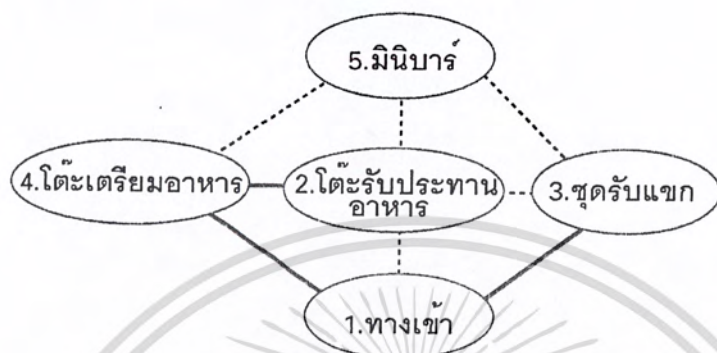 5.มินิบาร์
4.โต๊ะเตรียมอาหาร
2.โต๊ะรับประทาน
อาหาร
3.ชุดรับแขก
1.ทางเข้า